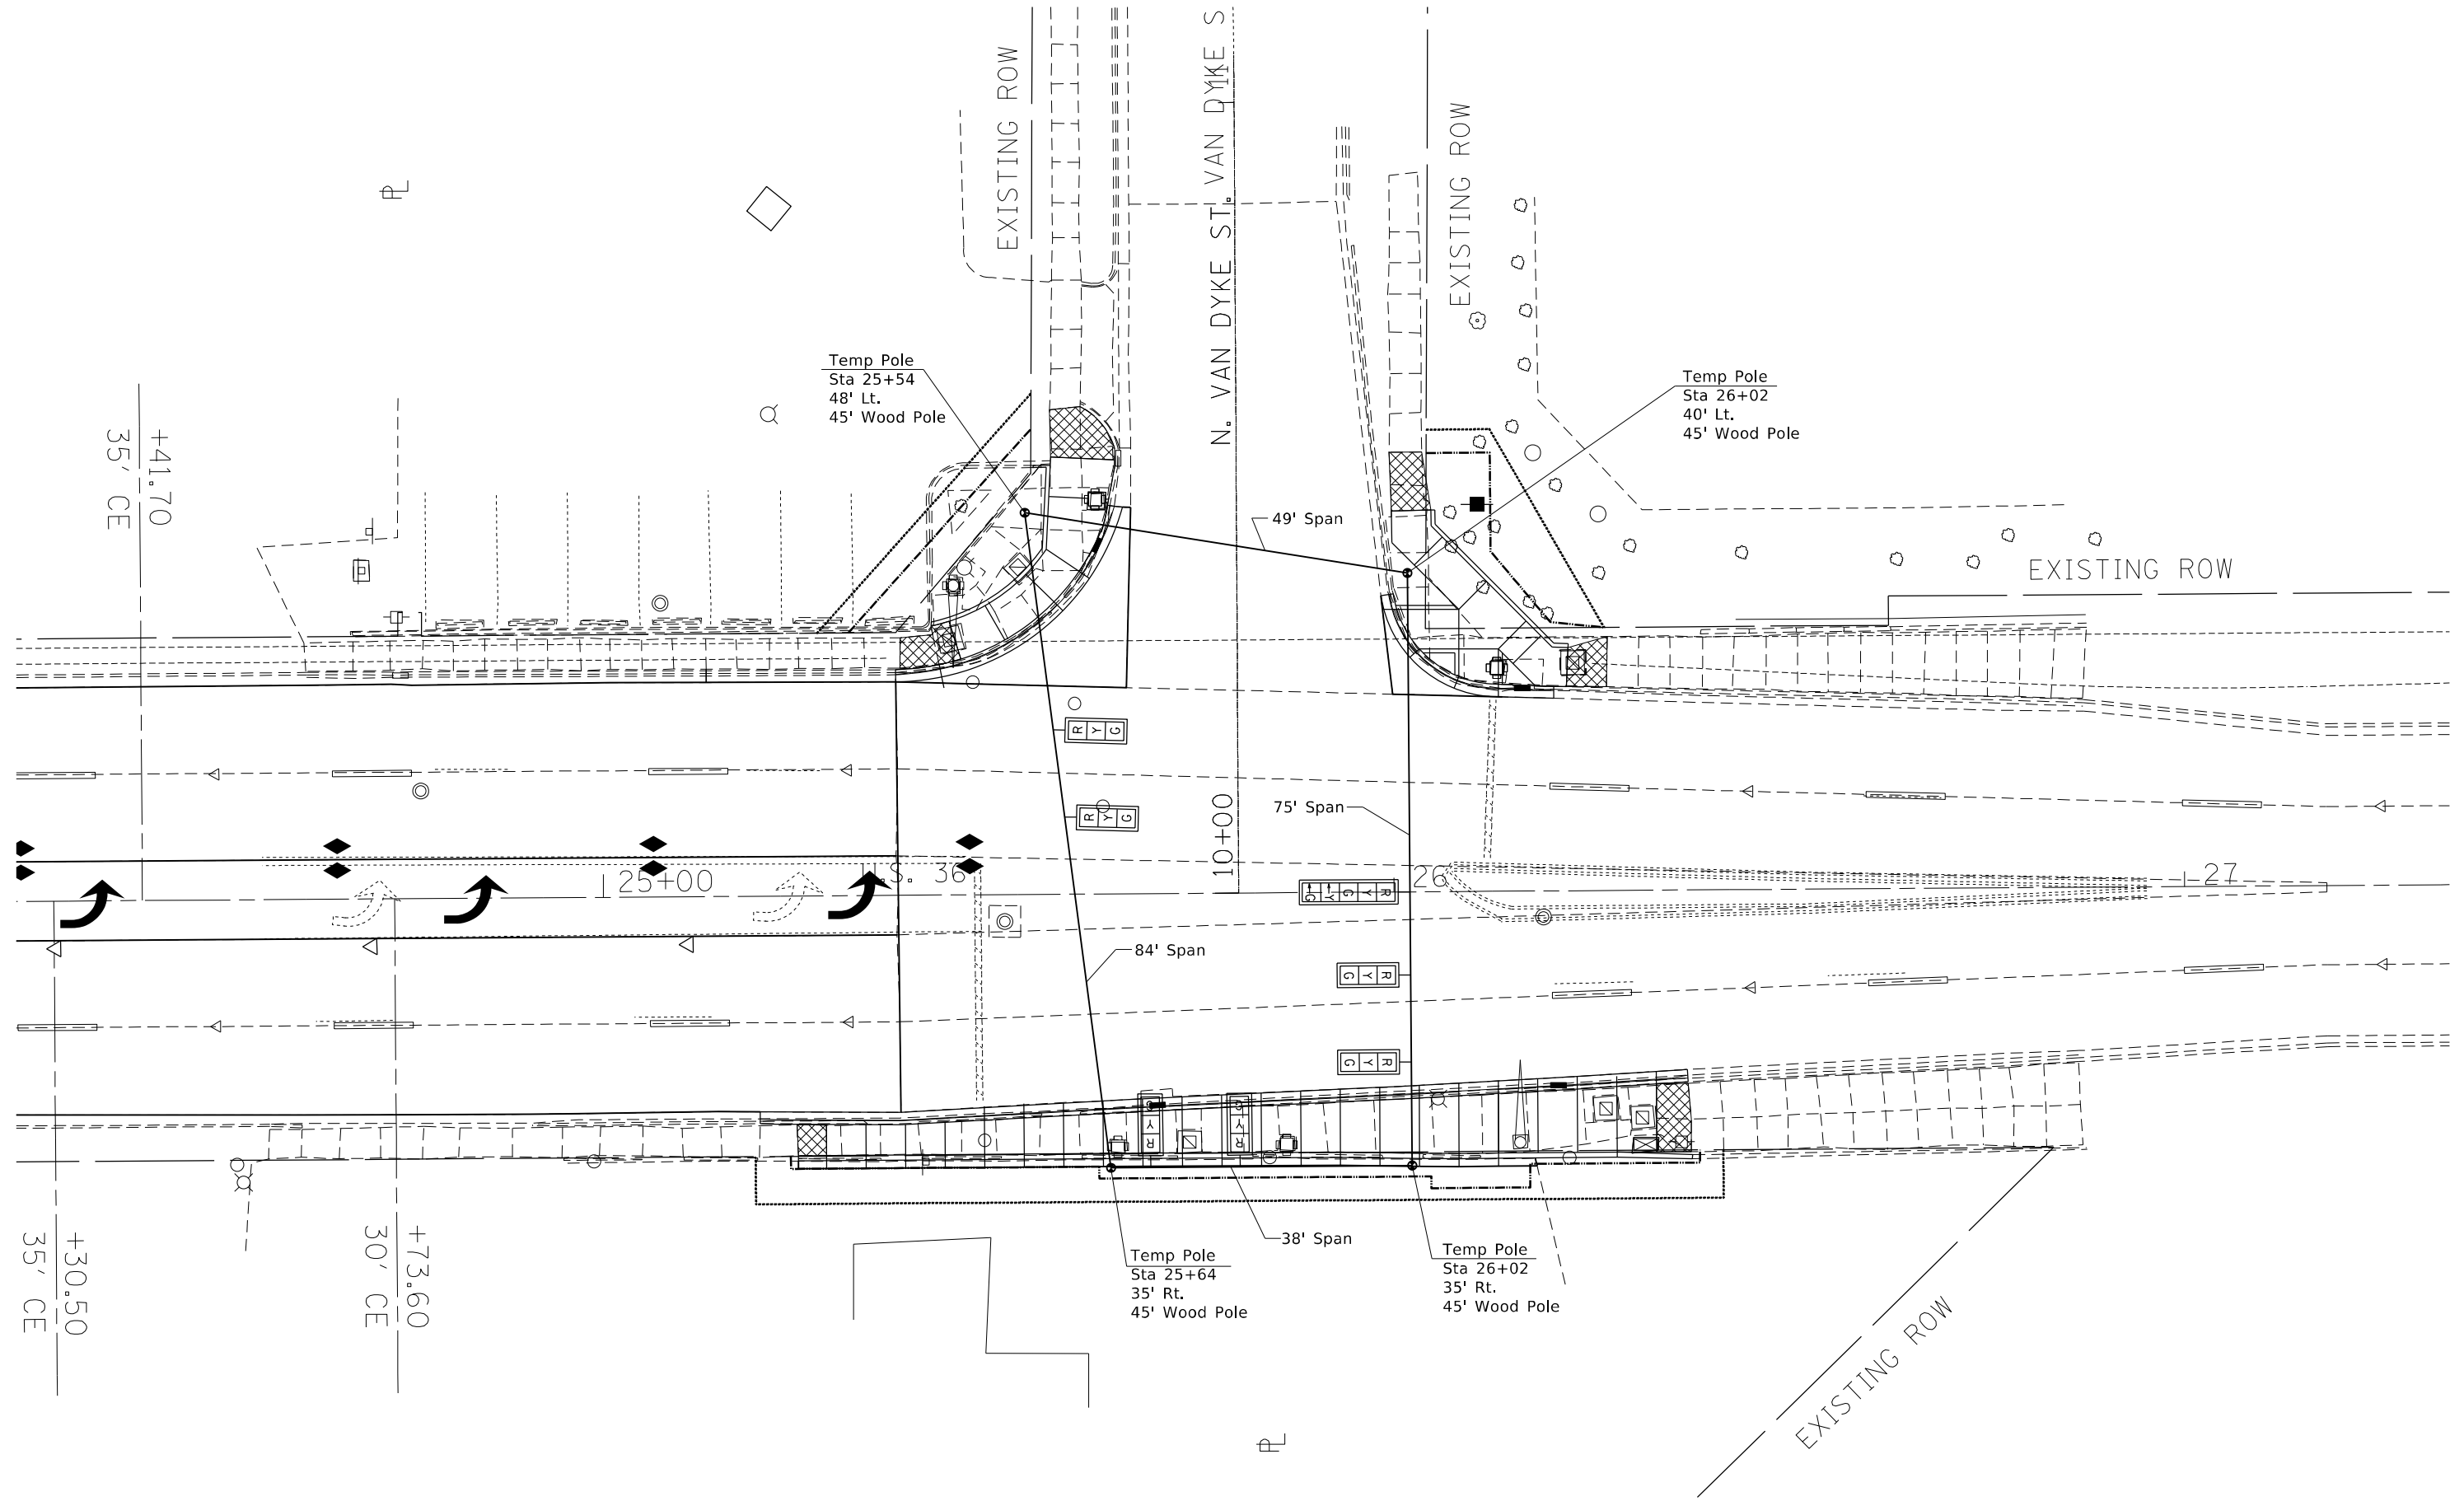 EXISTING ROW
N. VAN DYKE ST.
VAN DYKE S
EXISTING ROW
Temp Pole
Sta 25+54
48' Lt.
45' Wood Pole
Temp Pole
Sta 26+02
40' Lt.
45' Wood Pole
+41.70
35' CE
49' Span
EXISTING ROW
R Y G
R Y G
75' Span
10+00
25+00
U.S. 36
R Y G Y G
26
27
84' Span
R Y G
R Y G
G Y R
G Y R
38' Span
+30.50
35' CE
+73.60
30' CE
Temp Pole
Sta 25+64
35' Rt.
45' Wood Pole
Temp Pole
Sta 26+02
35' Rt.
45' Wood Pole
EXISTING ROW
PL
PL